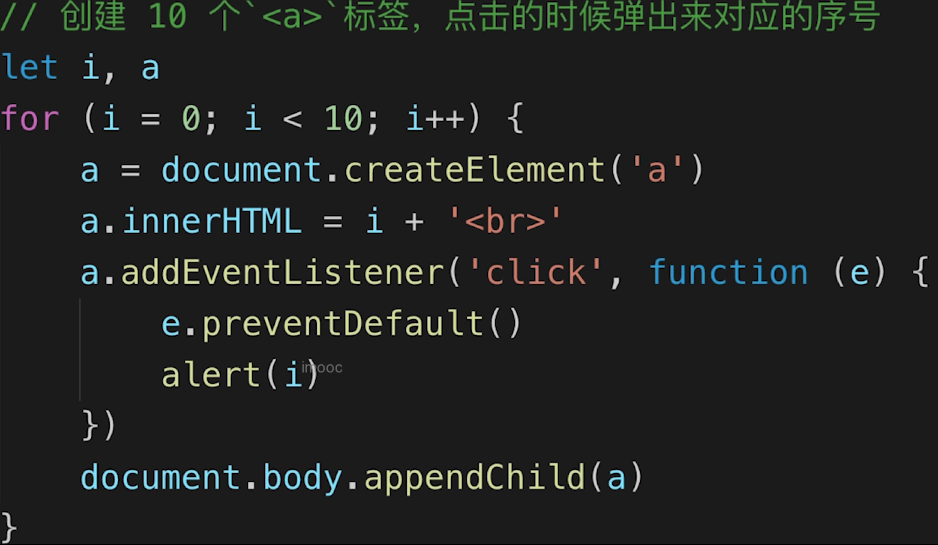 // 创建 10 个`<a>`标签，点击的时候弹出来对应的序号
let i, a
for (i = 0; i < 10; i++) {
    a = document.createElement('a')
    a.innerHTML = i + '<br>'
    a.addEventListener('click', function (e) {
        e.preventDefault()
        alert(i)
imooc
    })
    document.body.appendChild(a)
}